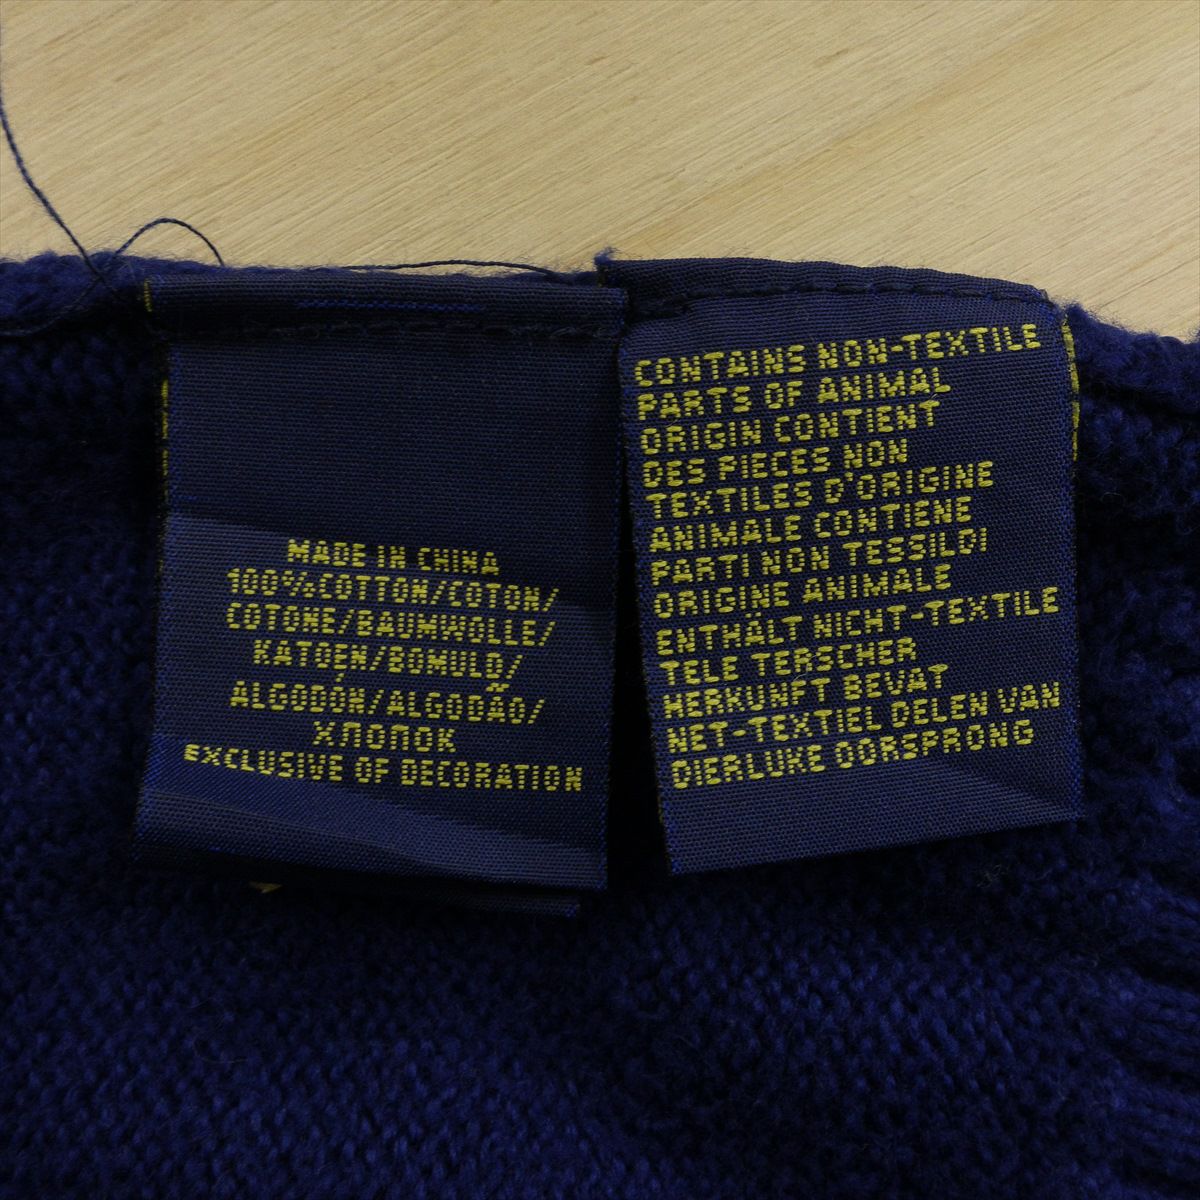 MADE IN CHINA
100%COTTON/COTON/
COTONE/BAUMWOLLE/
KATOEN/BOMULD/
ALGODÓN/ALGODÃO/
ХЛОПОК
EXCLUSIVE OF DECORATION
CONTAINS NON-TEXTILE
PARTS OF ANIMAL
ORIGIN CONTIENT
DES PIECES NON
TEXTILES D'ORIGINE
ANIMALE CONTIENE
PARTI NON TESSILDI
ORIGINE ANIMALE
ENTHÄLT NICHT-TEXTILE
TELE TERSCHER
HERKUNFT BEVAT
NET-TEXTIEL DELEN VAN
DIERLUKE OORSPRONG